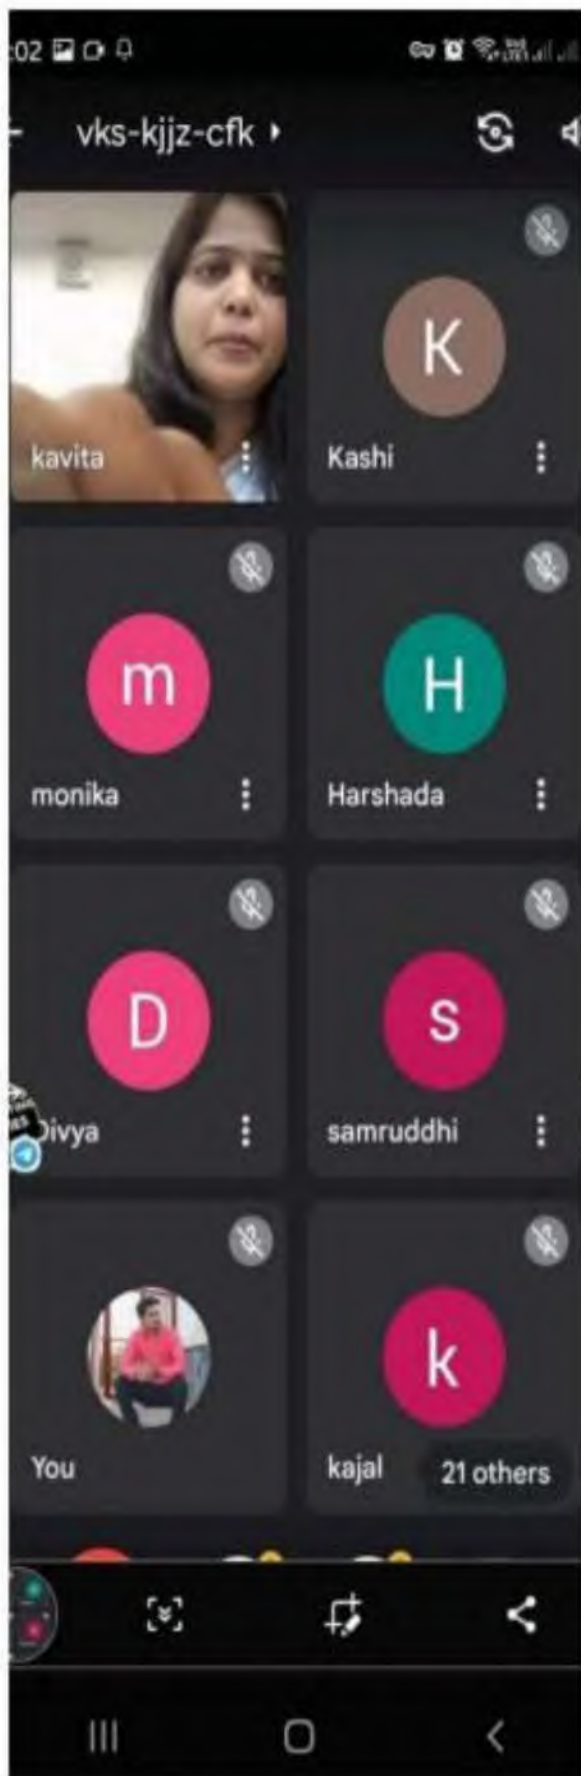 :02
vks-kjjz-cfk
K
kavita
Kashi
m
H
monika
Harshada
D
s
Divya
samruddhi
k
You
kajal
21 others